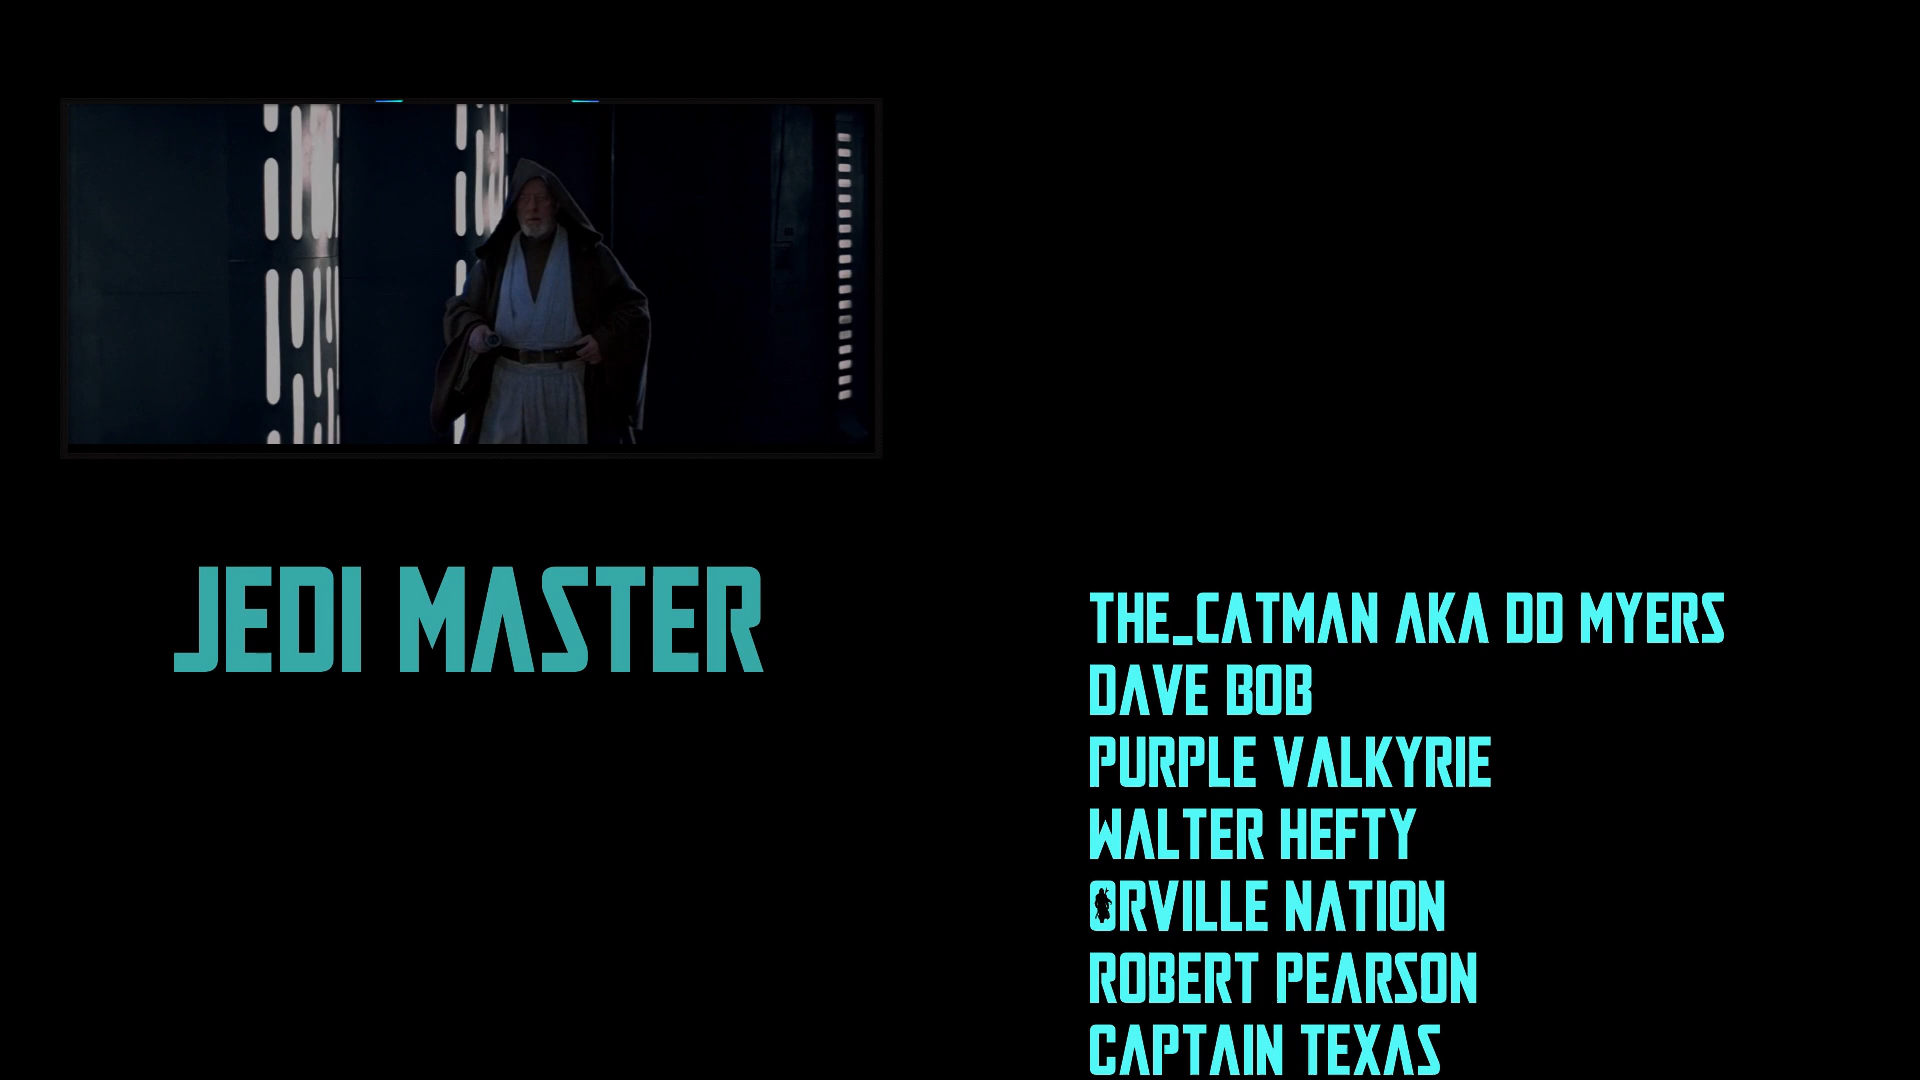 JEDI MASTER
THE_CATMAN AKA DD MYERS
DAVE BOB
PURPLE VALKYRIE
WALTER HEFTY
ORVILLE NATION
ROBERT PEARSON
CAPTAIN TEXAS